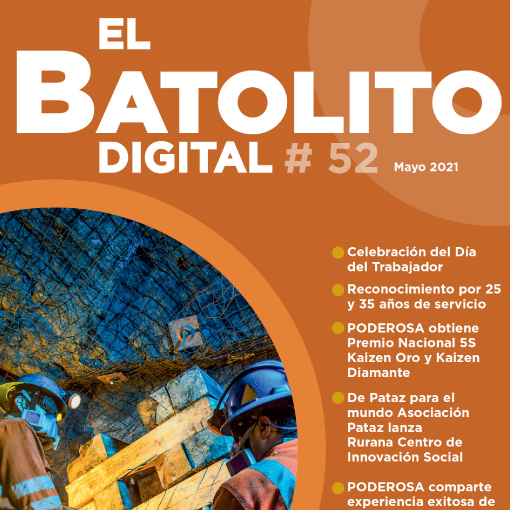 EL
BATOLITO
DIGITAL # 52 Mayo 2021
Celebración del Día
del Trabajador
Reconocimiento por 25
y 35 años de servicio
PODEROSA obtiene
Premio Nacional 5S
Kaizen Oro y Kaizen
Diamante
De Pataz para el
mundo Asociación
Pataz lanza
Rurana Centro de
Innovación Social
PODEROSA comparte
experiencia exitosa de